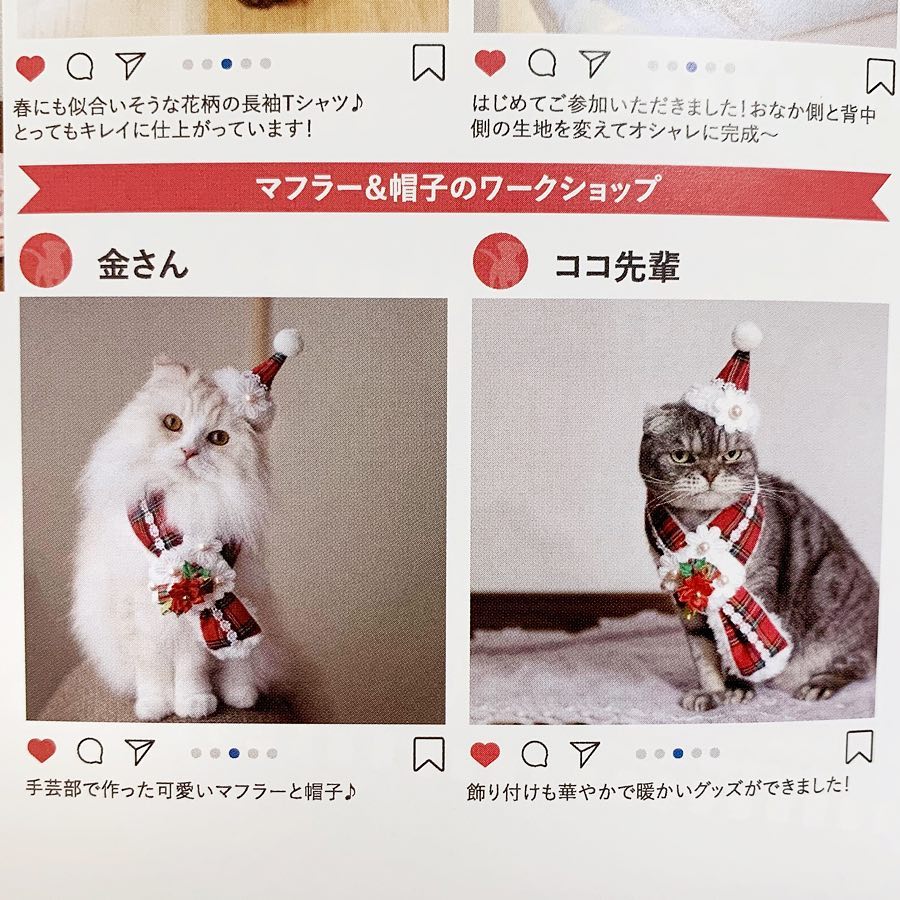 春にも似合いそうな花柄の長袖Tシャツ♪
とってもキレイに仕上がっています!
はじめてご参加いただきました!おなか側と背中
側の生地を変えてオシャレに完成〜
マフラー&帽子のワークショップ
金さん
ココ先輩
手芸部で作った可愛いマフラーと帽子♪
飾り付けも華やかで暖かいグッズができました!